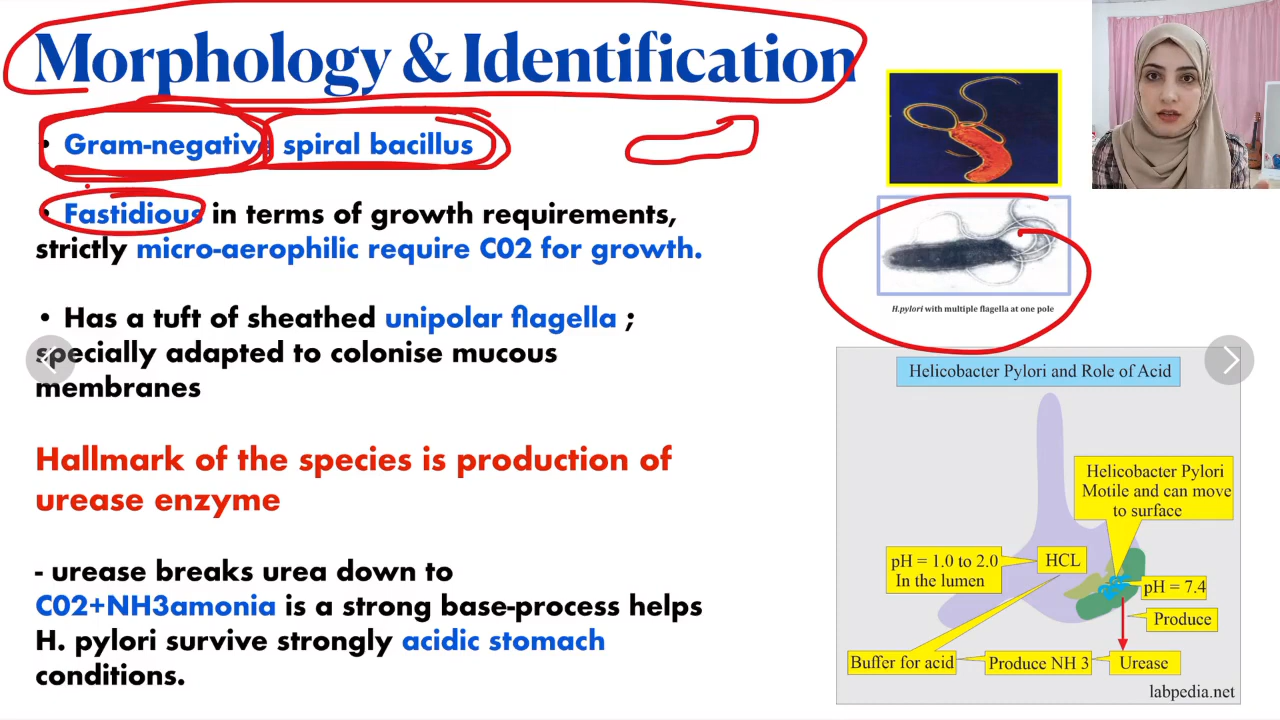 Morphology & Identification
• Gram-negative spiral bacillus
• Fastidious in terms of growth requirements,
strictly micro-aerophilic require C02 for growth.
• Has a tuft of sheathed unipolar flagella ;
specially adapted to colonise mucous
membranes
Hallmark of the species is production of
urease enzyme
- urease breaks urea down to
C02+NH3amonia is a strong base-process helps
H. pylori survive strongly acidic stomach
conditions.
H.pylori with multiple flagella at one pole
Helicobacter Pylori and Role of Acid
Helicobacter Pylori
Motile and can move
to surface
pH = 1.0 to 2.0
In the lumen
HCL
pH = 7.4
Produce
Buffer for acid
Produce NH 3
Urease
labpedia.net